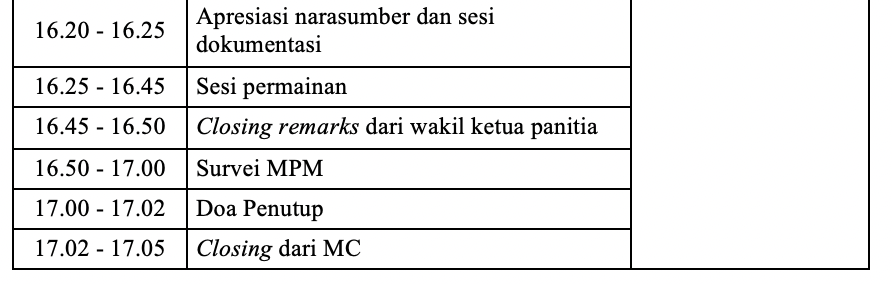 16.20 - 16.25 Apresiasi narasumber dan sesi
dokumentasi
16.25 - 16.45 Sesi permainan
16.45 - 16.50 Closing remarks dari wakil ketua panitia
16.50 - 17.00 Survei MPM
17.00 - 17.02 Doa Penutup
17.02 - 17.05 Closing dari MC